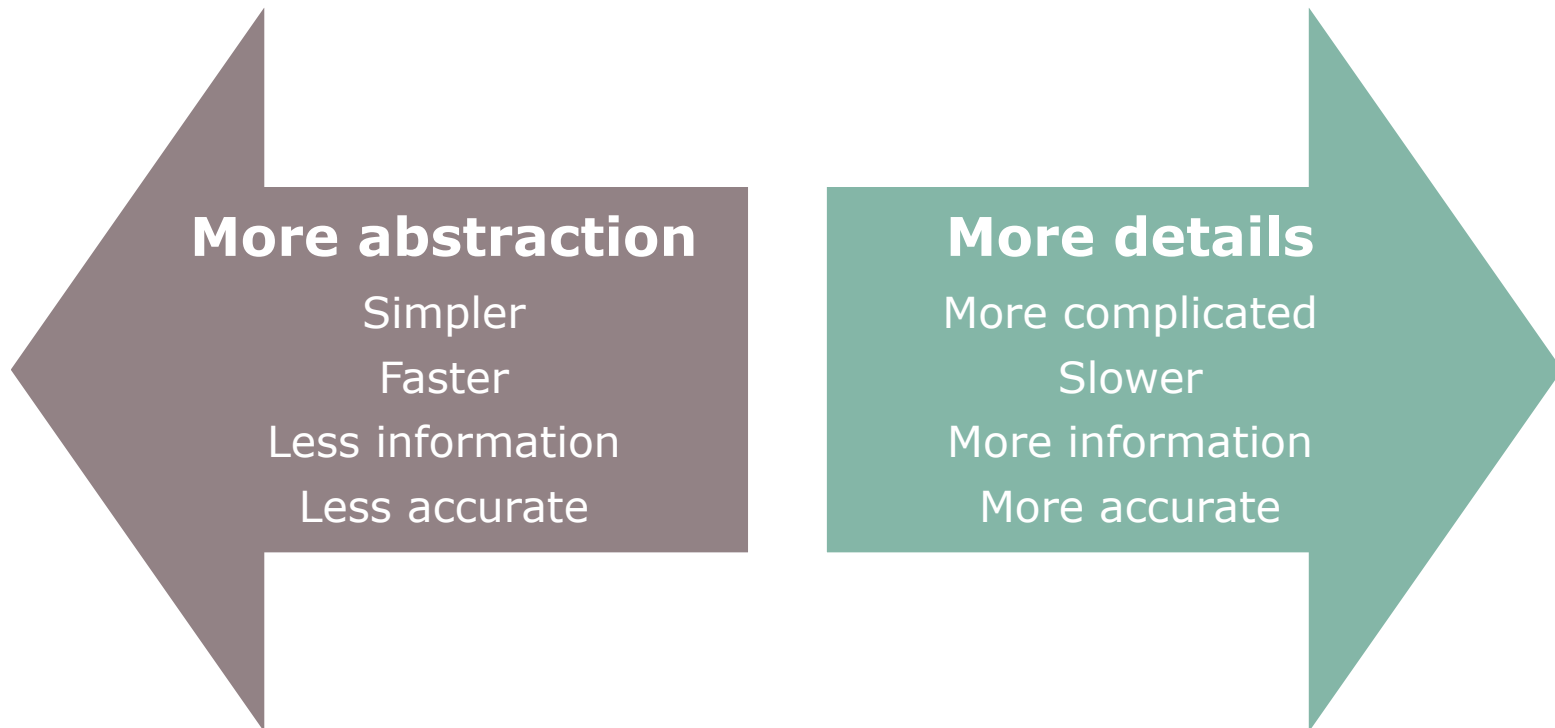 More abstraction
Simpler
Faster
Less information
Less accurate
More details
More complicated
Slower
More information
More accurate